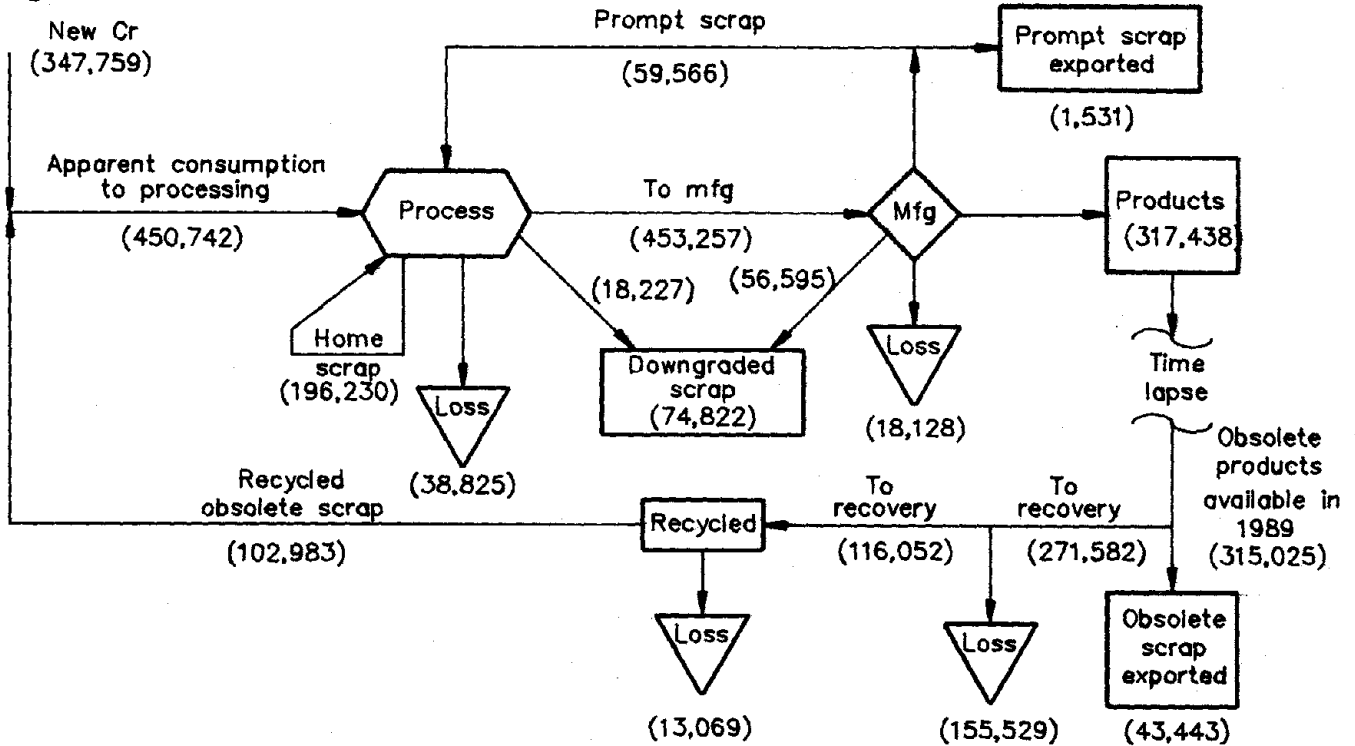 New Cr
(347,759)
Prompt scrap
(59,566)
Prompt scrap
exported
(1,531)
Apparent consumption
to processing
(450,742)
Process
To mfg
(453,257)
Mfg
Products
(317,438)
(18,227)
(56,595)
Home
scrap
(196,230)
Loss
(38,825)
Downgraded
scrap
(74,822)
Loss
(18,128)
Time
lapse
Obsolete
products
available in
1989
(315,025)
Recycled
obsolete scrap
(102,983)
Recycled
To
recovery
(116,052)
To
recovery
(271,582)
Loss
(13,069)
Loss
(155,529)
Obsolete
scrap
exported
(43,443)